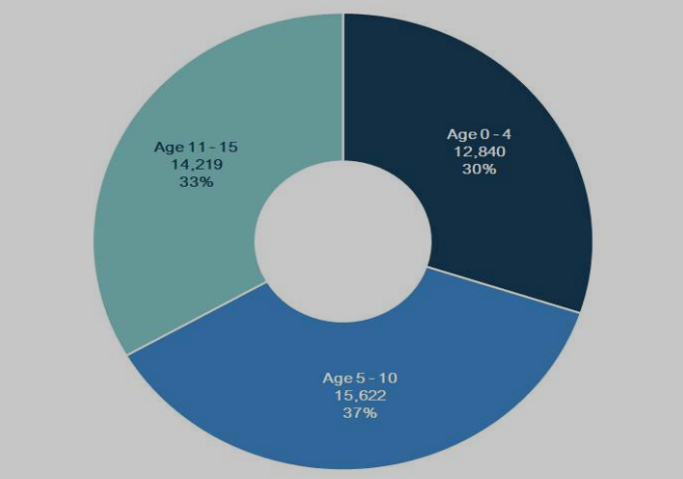 Age 0 - 4
12,840
30%
Age 11 - 15
14,219
33%
Age 5 - 10
15,622
37%